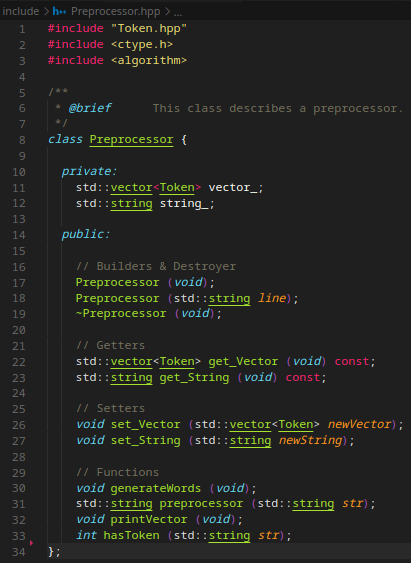 include > h++ Preprocessor.hpp > ...
1 #include "Token.hpp"
2 #include <ctype.h>
3 #include <algorithm>
4
5 /**
6  * @brief      This class describes a preprocessor.
7  */
8 class Preprocessor {
9
10   private:
11     std::vector<Token> vector_;
12     std::string string_;
13
14   public:
15
16     // Builders & Destroyer
17     Preprocessor (void);
18     Preprocessor (std::string line);
19     ~Preprocessor (void);
20
21     // Getters
22     std::vector<Token> get_Vector (void) const;
23     std::string get_String (void) const;
24
25     // Setters
26     void set_Vector (std::vector<Token> newVector);
27     void set_String (std::string newString);
28
29     // Functions
30     void generateWords (void);
31     std::string preprocessor (std::string str);
32     void printVector (void);
33     int hasToken (std::string str);
34 };